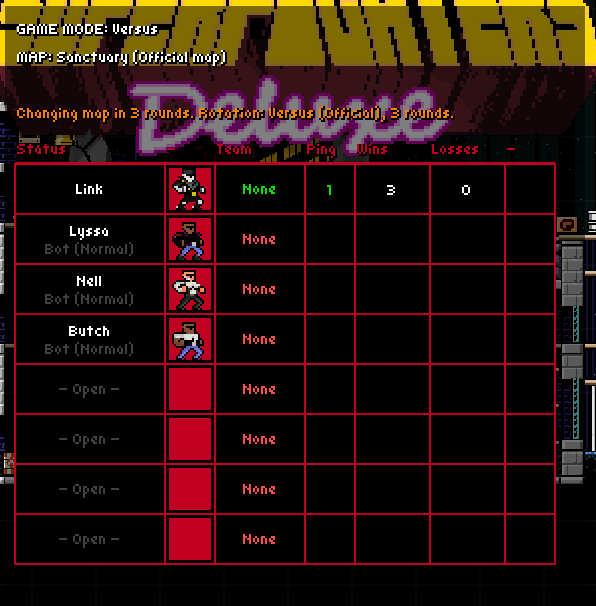 SUPERFIGHTERS
Deluxe
GAME MODE: Versus
MAP: Sanctuary (Official map)
Changing map in 3 rounds. Rotation: Versus (Official), 3 rounds.
Status - Team Ping Wins Losses -
Link None 1 3 0
Lyssa None
Bot (Normal)
Nell None
Bot (Normal)
Butch None
Bot (Normal)
- Open - None
- Open - None
- Open - None
- Open - None